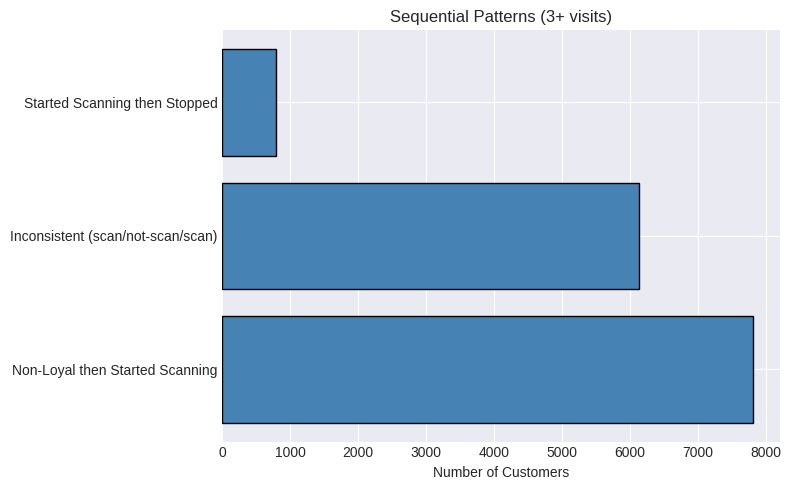 Sequential Patterns (3+ visits)
Started Scanning then Stopped
Inconsistent (scan/not-scan/scan)
Non-Loyal then Started Scanning
0 1000 2000 3000 4000 5000 6000 7000 8000
Number of Customers